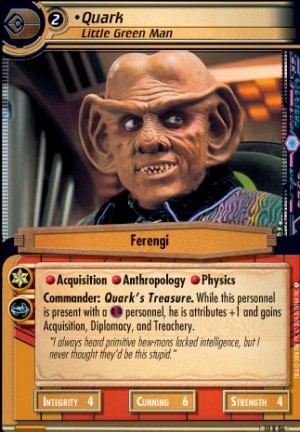 2
•Quark
Little Green Man
Ferengi
Acquisition Anthropology Physics
Commander: Quark's Treasure. While this personnel
is present with a personnel, he is attributes +1 and gains
Acquisition, Diplomacy, and Treachery.
"I always heard primitive hew-mons lacked intelligence, but I
never thought they'd be this stupid."
INTEGRITY 4 CUNNING 6 STRENGTH 4